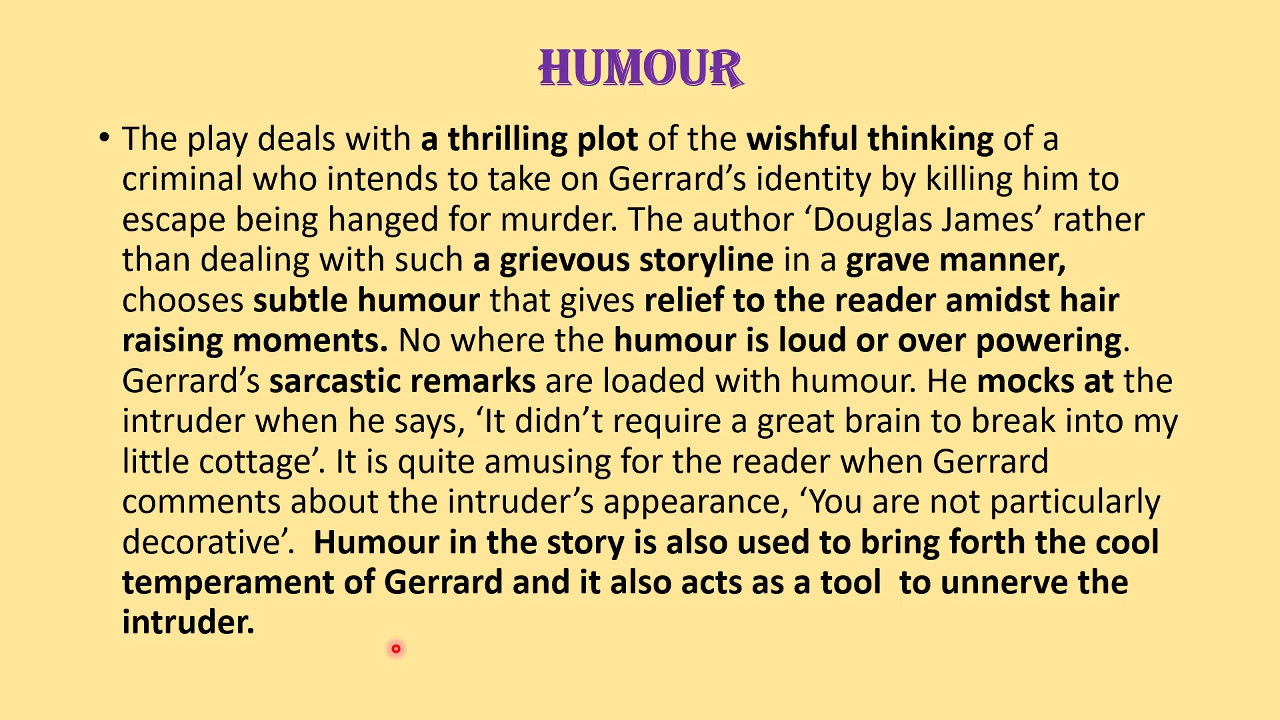 HUMOUR
• The play deals with a thrilling plot of the wishful thinking of a
criminal who intends to take on Gerrard’s identity by killing him to
escape being hanged for murder. The author ‘Douglas James’ rather
than dealing with such a grievous storyline in a grave manner,
chooses subtle humour that gives relief to the reader amidst hair
raising moments. No where the humour is loud or over powering.
Gerrard’s sarcastic remarks are loaded with humour. He mocks at the
intruder when he says, ‘It didn’t require a great brain to break into my
little cottage’. It is quite amusing for the reader when Gerrard
comments about the intruder’s appearance, ‘You are not particularly
decorative’.  Humour in the story is also used to bring forth the cool
temperament of Gerrard and it also acts as a tool  to unnerve the
intruder.